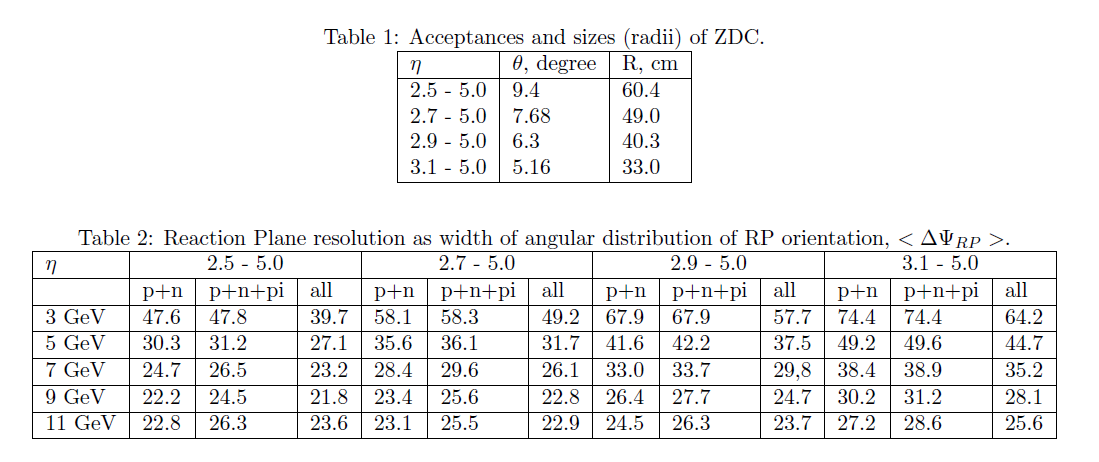 Table 1: Acceptances and sizes (radii) of ZDC.
η θ, degree R, cm
2.5 - 5.0 9.4 60.4
2.7 - 5.0 7.68 49.0
2.9 - 5.0 6.3 40.3
3.1 - 5.0 5.16 33.0
Table 2: Reaction Plane resolution as width of angular distribution of RP orientation, < ΔΨ_RP >.
η 2.5 - 5.0 2.7 - 5.0 2.9 - 5.0 3.1 - 5.0
p+n p+n+pi all p+n p+n+pi all p+n p+n+pi all p+n p+n+pi all
3 GeV 47.6 47.8 39.7 58.1 58.3 49.2 67.9 67.9 57.7 74.4 74.4 64.2
5 GeV 30.3 31.2 27.1 35.6 36.1 31.7 41.6 42.2 37.5 49.2 49.6 44.7
7 GeV 24.7 26.5 23.2 28.4 29.6 26.1 33.0 33.7 29,8 38.4 38.9 35.2
9 GeV 22.2 24.5 21.8 23.4 25.6 22.8 26.4 27.7 24.7 30.2 31.2 28.1
11 GeV 22.8 26.3 23.6 23.1 25.5 22.9 24.5 26.3 23.7 27.2 28.6 25.6